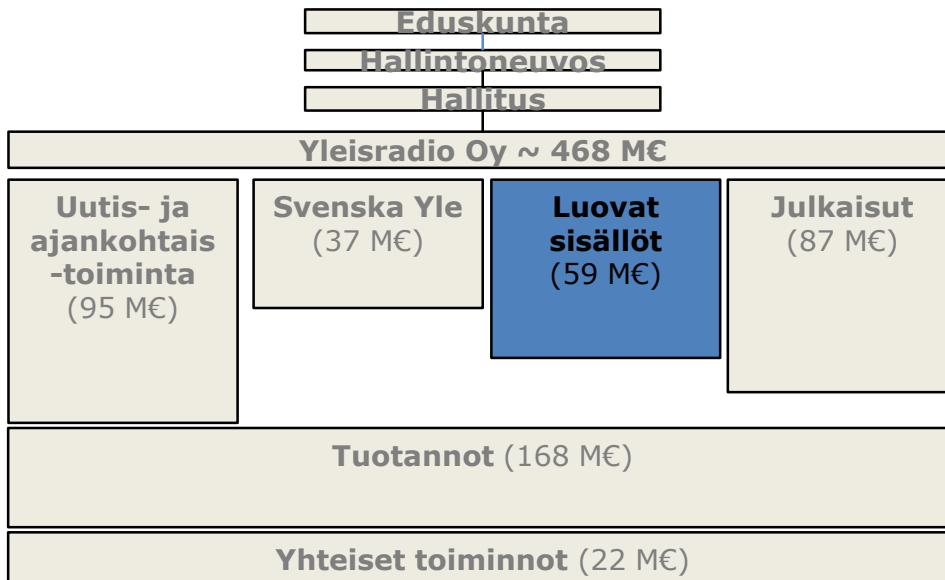 Eduskunta
Hallintoneuvos
Hallitus
Yleisradio Oy ~ 468 M€
Uutis- ja
ajankohtais
-toiminta
(95 M€)
Svenska Yle
(37 M€)
Luovat
sisällöt
(59 M€)
Julkaisut
(87 M€)
Tuotannot (168 M€)
Yhteiset toiminnot (22 M€)